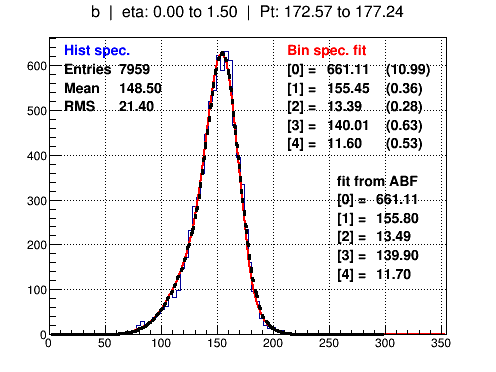 b | eta: 0.00 to 1.50 | Pt: 172.57 to 177.24
Hist spec.
Entries 7959
Mean 148.50
RMS 21.40
Bin spec. fit
[0] = 661.11 (10.99)
[1] = 155.45 (0.36)
[2] = 13.39 (0.28)
[3] = 140.01 (0.63)
[4] = 11.60 (0.53)
fit from ABF
[0] = 661.11
[1] = 155.80
[2] = 13.49
[3] = 139.90
[4] = 11.70
600
500
400
300
200
100
0
0 50 100 150 200 250 300 350